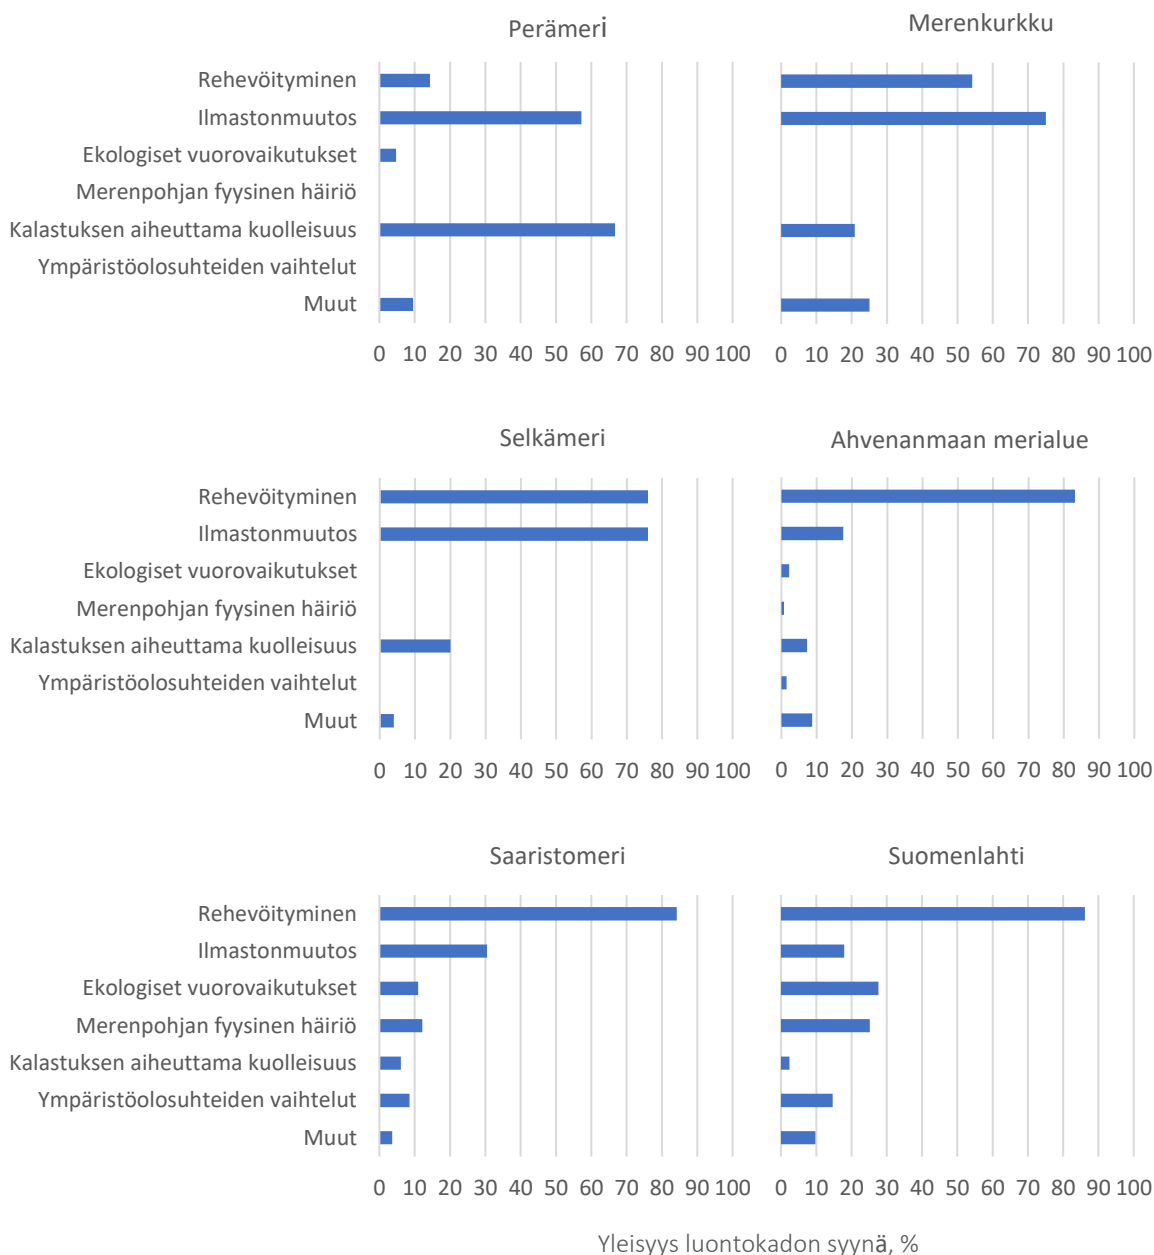 Perämeri
Merenkurkku
Rehevöityminen
Ilmastonmuutos
Ekologiset vuorovaikutukset
Merenpohjan fyysinen häiriö
Kalastuksen aiheuttama kuolleisuus
Ympäristöolosuhteiden vaihtelut
Muut
0 10 20 30 40 50 60 70 80 90 100
0 10 20 30 40 50 60 70 80 90 100
Selkämeri
Ahvenanmaan merialue
Rehevöityminen
Ilmastonmuutos
Ekologiset vuorovaikutukset
Merenpohjan fyysinen häiriö
Kalastuksen aiheuttama kuolleisuus
Ympäristöolosuhteiden vaihtelut
Muut
0 10 20 30 40 50 60 70 80 90 100
0 10 20 30 40 50 60 70 80 90 100
Saaristomeri
Suomenlahti
Rehevöityminen
Ilmastonmuutos
Ekologiset vuorovaikutukset
Merenpohjan fyysinen häiriö
Kalastuksen aiheuttama kuolleisuus
Ympäristöolosuhteiden vaihtelut
Muut
0 10 20 30 40 50 60 70 80 90 100
0 10 20 30 40 50 60 70 80 90 100
Yleisyys luontokadon syynä, %